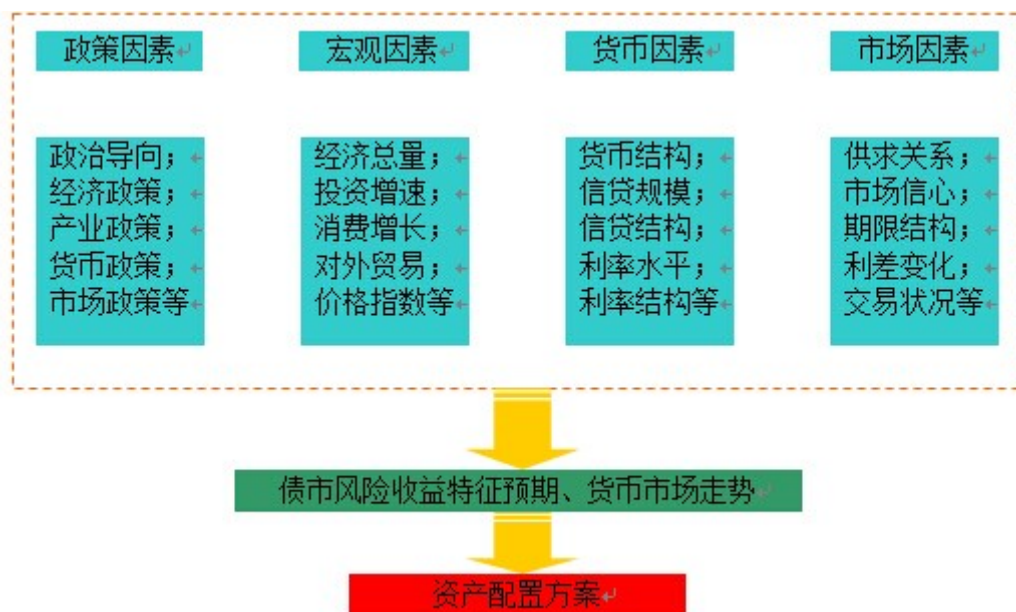 政策因素
宏观因素
货币因素
市场因素
政治导向；
经济政策；
产业政策；
货币政策；
市场政策等
经济总量；
投资增速；
消费增长；
对外贸易；
价格指数等
货币结构；
信贷规模；
信贷结构；
利率水平；
利率结构等
供求关系；
市场信心；
期限结构；
利差变化；
交易状况等
债市风险收益特征预期、货币市场走势
资产配置方案